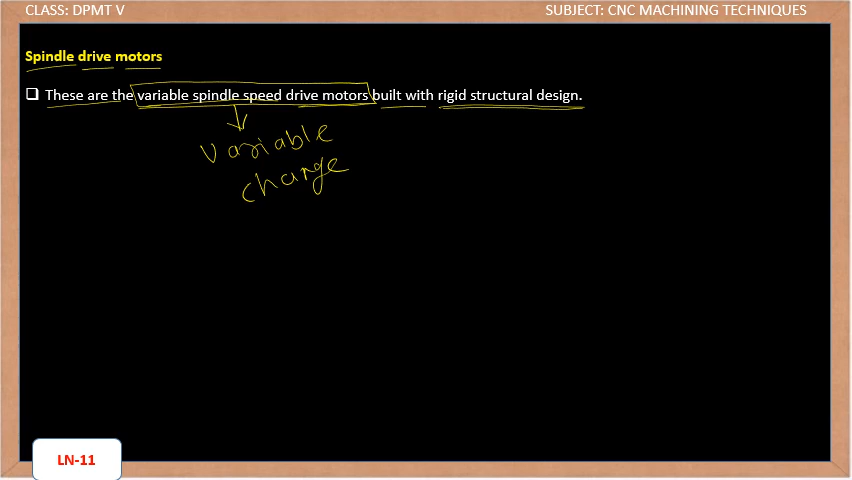 CLASS: DPMT V
SUBJECT: CNC MACHINING TECHNIQUES
Spindle drive motors
❑ These are the variable spindle speed drive motors built with rigid structural design.
variable
change
LN-11